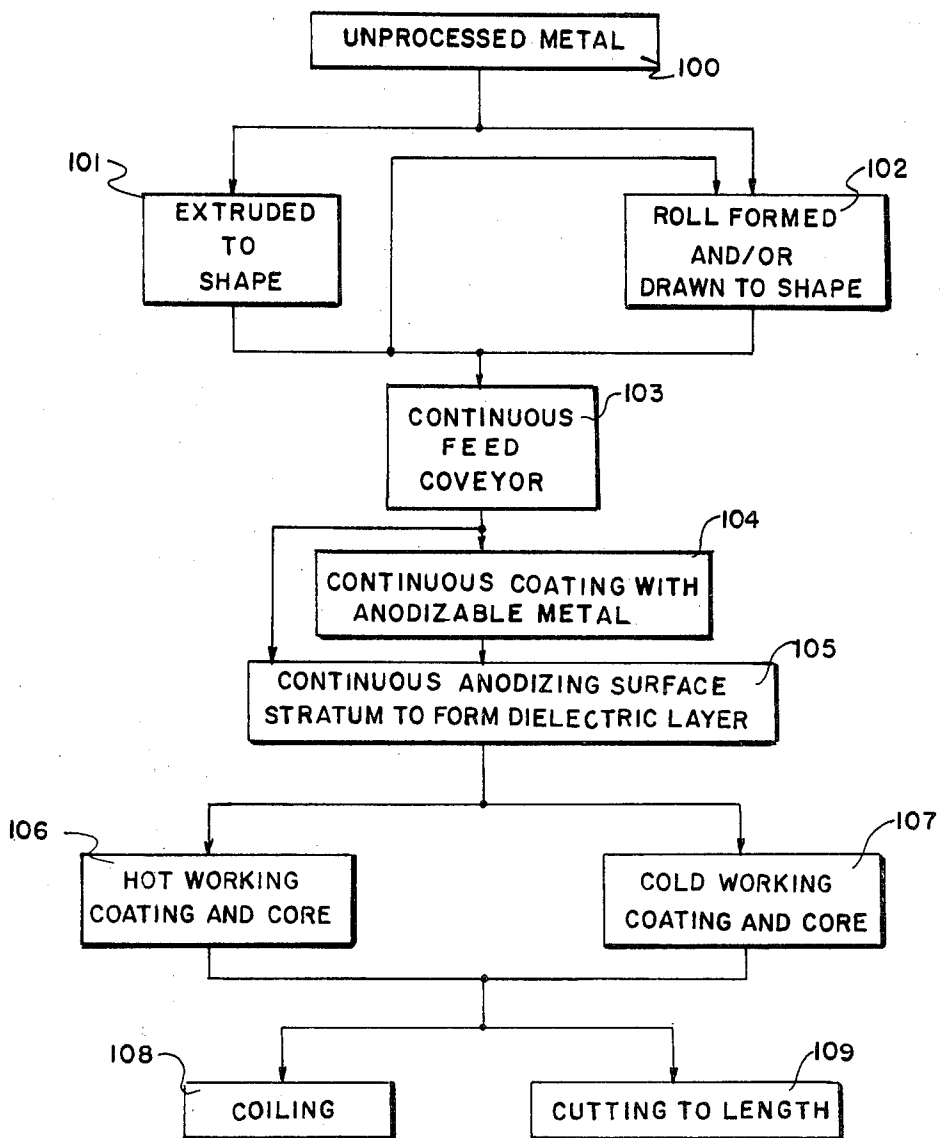 UNPROCESSED METAL
100
101
EXTRUDED
TO
SHAPE
102
ROLL FORMED
AND/OR
DRAWN TO SHAPE
103
CONTINUOUS
FEED
COVEYOR
104
CONTINUOUS COATING WITH
ANODIZABLE METAL
105
CONTINUOUS ANODIZING SURFACE
STRATUM TO FORM DIELECTRIC LAYER
106
HOT WORKING
COATING AND CORE
107
COLD WORKING
COATING AND CORE
108
COILING
109
CUTTING TO LENGTH